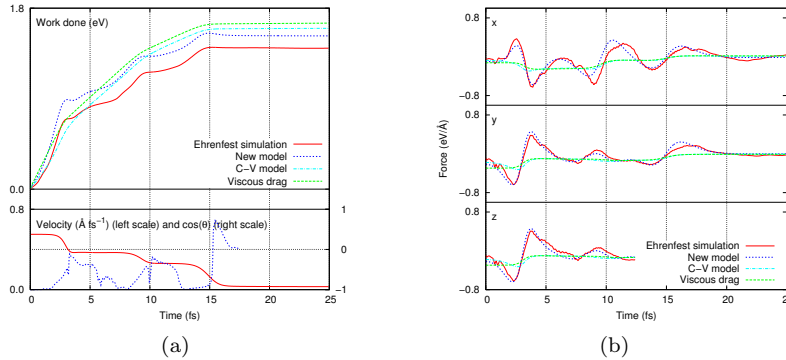 1.8
Work done (eV)
Ehrenfest simulation
New model
C−V model
Viscous drag
0.0
0.8
Velocity (Å fs⁻¹) (left scale) and cos(θ) (right scale)
1
0
0.0
−1
0 5 10 15 20 25
Time (fs)
(a)
0.8
x
−0.8
0.8
y
Force (eV/Å)
−0.8
0.8
z
Ehrenfest simulation
New model
C−V model
Viscous drag
−0.8
0 5 10 15 20 25
Time (fs)
(b)